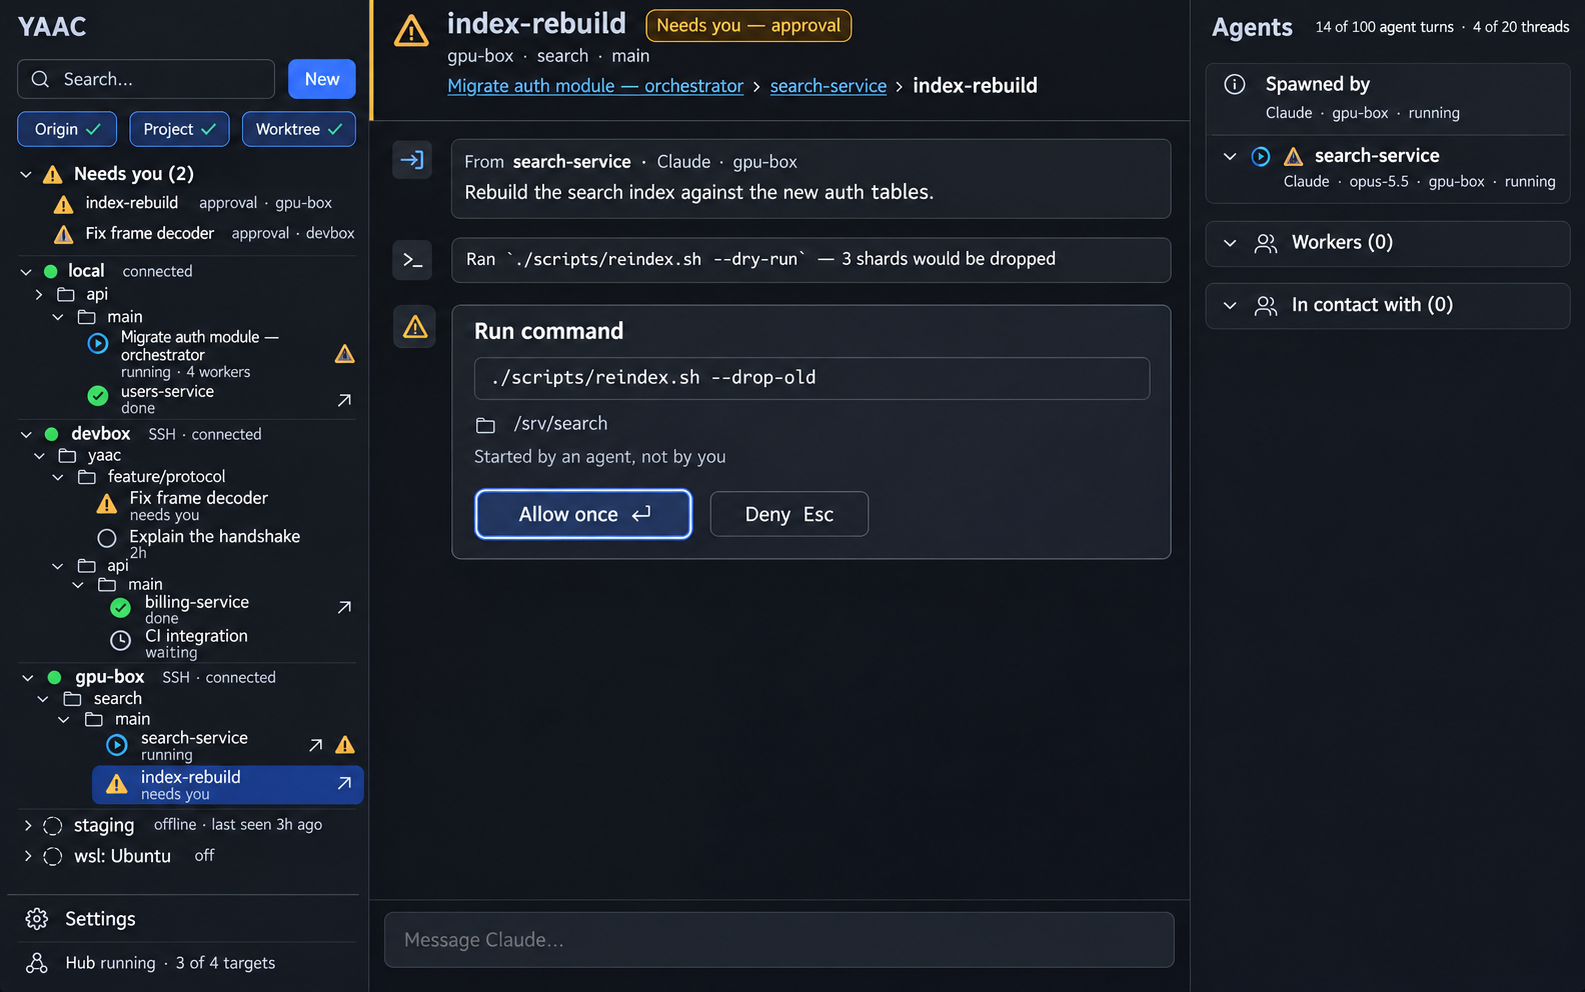 YAAC
Search...
New
Origin
Project
Worktree
Needs you (2)
index-rebuild approval · gpu-box
Fix frame decoder approval · devbox
local connected
api
main
Migrate auth module —
orchestrator
running · 4 workers
users-service
done
devbox SSH · connected
yaac
feature/protocol
Fix frame decoder
needs you
Explain the handshake
2h
api
main
billing-service
done
CI integration
waiting
gpu-box SSH · connected
search
main
search-service
running
index-rebuild
needs you
staging offline · last seen 3h ago
wsl: Ubuntu off
Settings
Hub running · 3 of 4 targets
index-rebuild Needs you — approval
gpu-box · search · main
Migrate auth module — orchestrator > search-service > index-rebuild
From search-service · Claude · gpu-box
Rebuild the search index against the new auth tables.
>_ Ran `./scripts/reindex.sh --dry-run` — 3 shards would be dropped
Run command
./scripts/reindex.sh --drop-old
/srv/search
Started by an agent, not by you
Allow once ↵
Deny Esc
Message Claude...
Agents 14 of 100 agent turns · 4 of 20 threads
Spawned by
Claude · gpu-box · running
search-service
Claude · opus-5.5 · gpu-box · running
Workers (0)
In contact with (0)